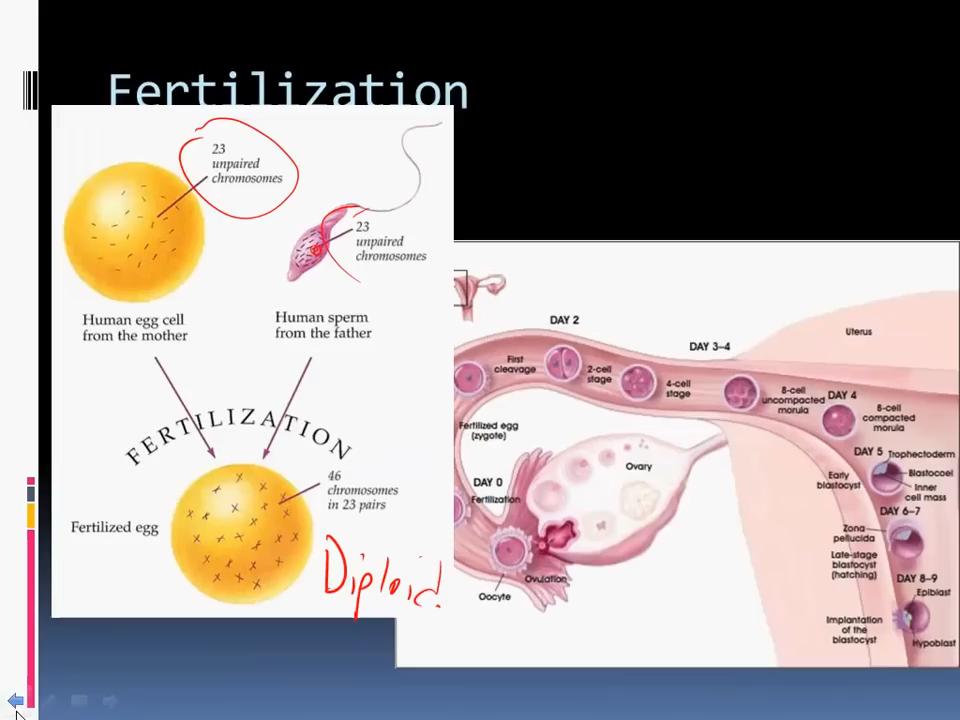 Fertilization
23
unpaired
chromosomes
23
unpaired
chromosomes
Human egg cell
from the mother
Human sperm
from the father
FERTILIZATION
46
chromosomes
in 23 pairs
Fertilized egg
Diploid
DAY 2
DAY 3–4
Uterus
First
cleavage
2-cell
stage
4-cell
stage
8-cell
uncompacted
morula
DAY 4
8-cell
compacted
morula
Fertilized egg
(zygote)
DAY 0
Fertilization
Ovary
Ovulation
Oocyte
DAY 5
Trophectoderm
Early
blastocyst
Blastocoel
Inner
cell mass
DAY 6–7
Zona
pellucida
Late-stage
blastocyst
(hatching)
DAY 8–9
Epiblast
Implantation
of the
blastocyst
Hypoblast